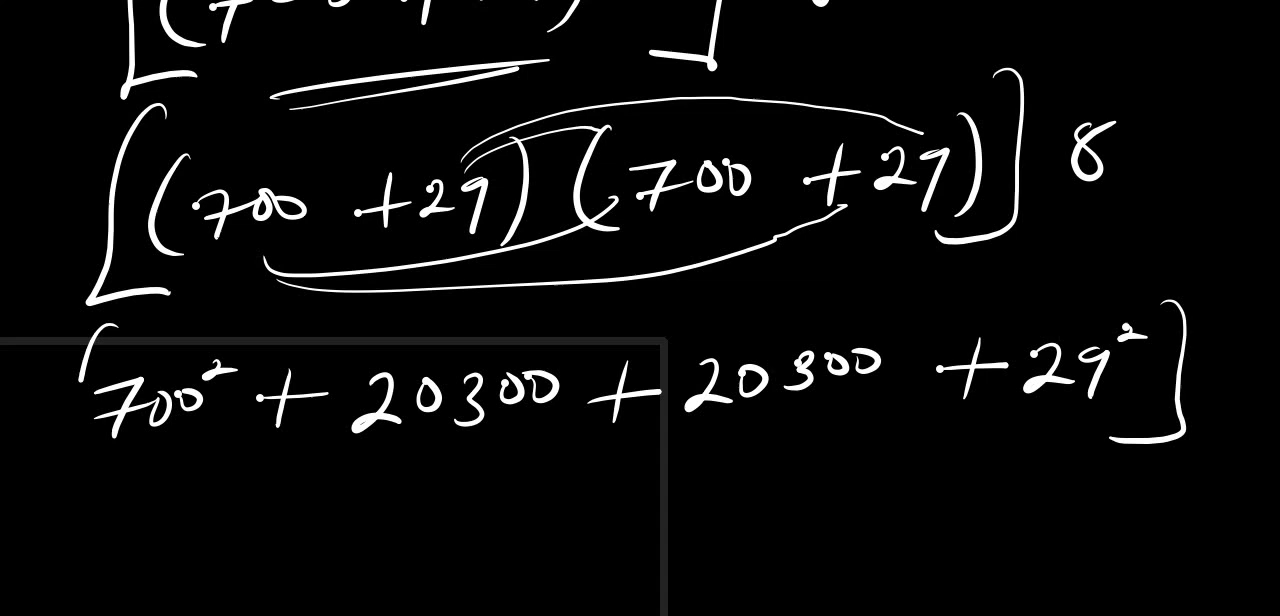 [(700 + 29)(700 + 29)] 8
[700² + 20300 + 20300 + 29²]